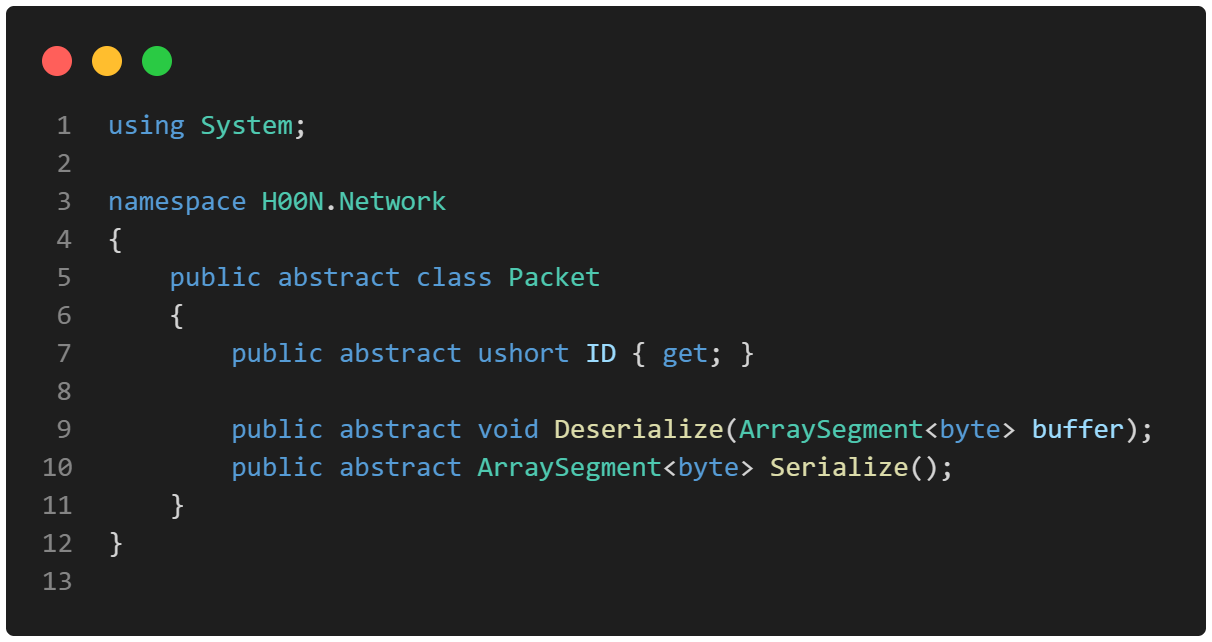 1 using System;
2
3 namespace H00N.Network
4 {
5     public abstract class Packet
6     {
7         public abstract ushort ID { get; }
8
9         public abstract void Deserialize(ArraySegment<byte> buffer);
10         public abstract ArraySegment<byte> Serialize();
11     }
12 }
13